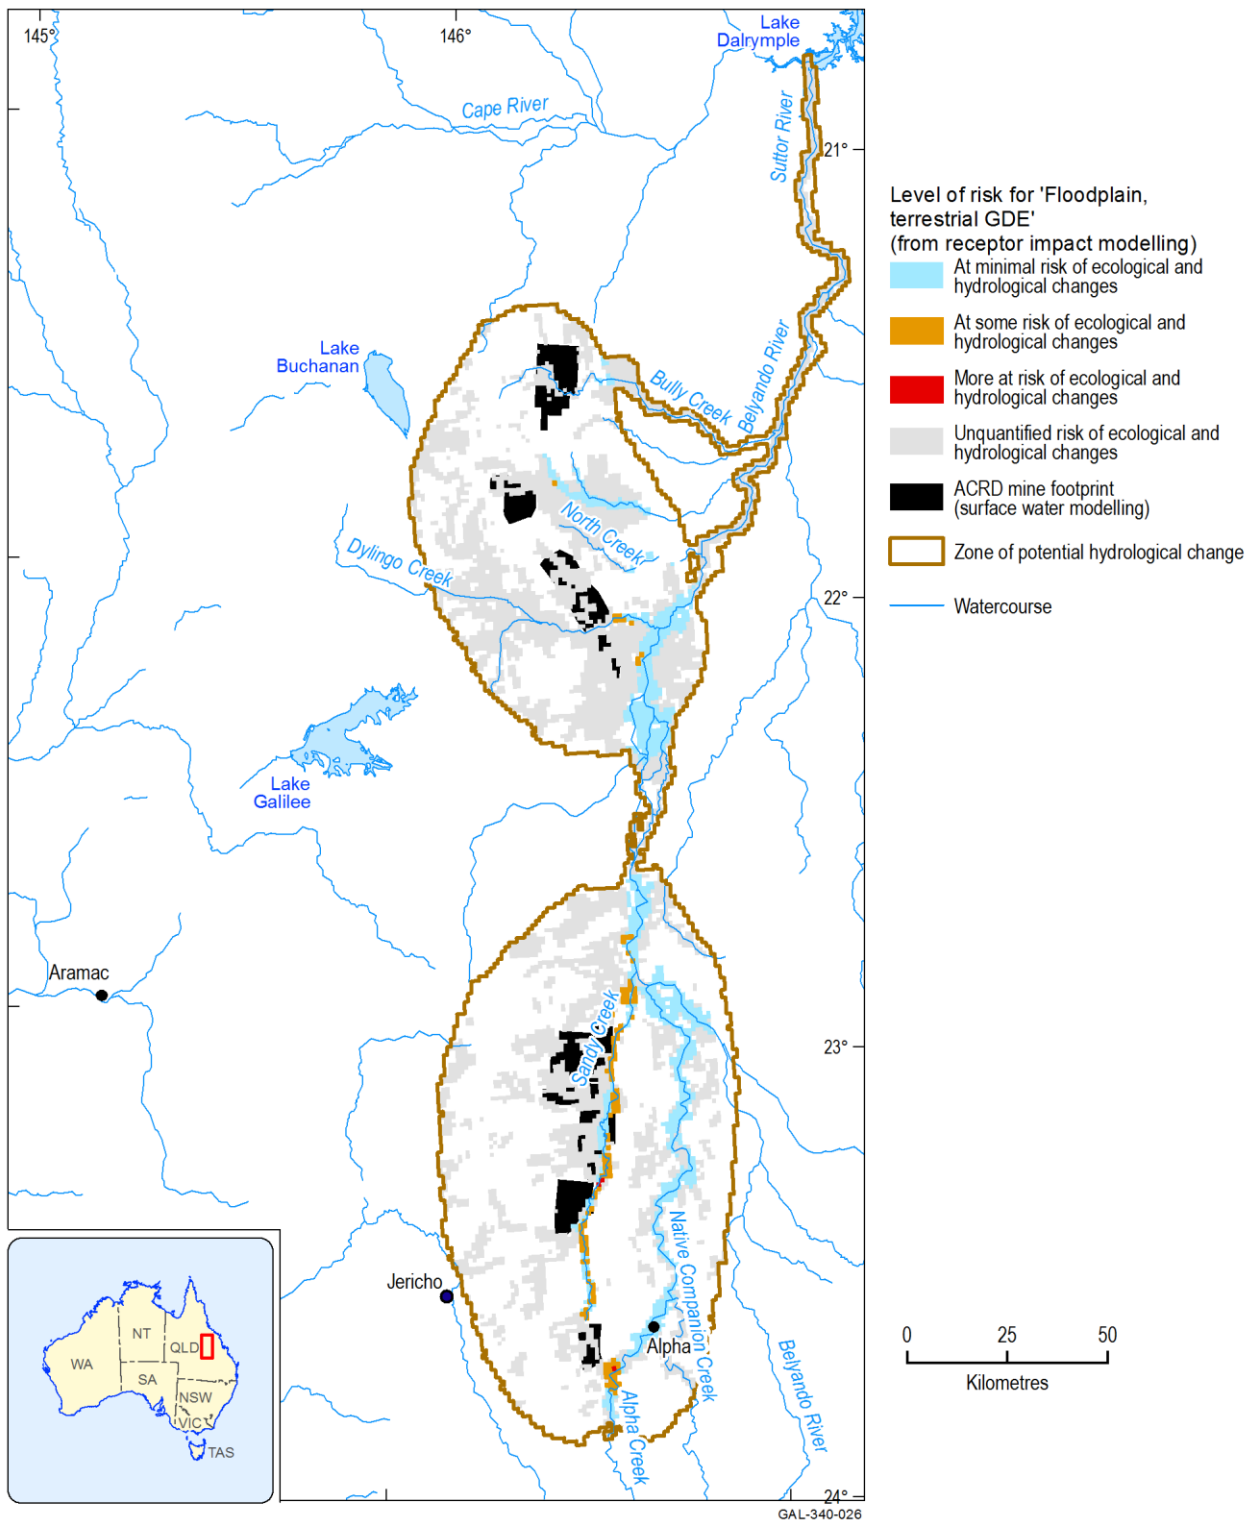 145°
146°
Lake
Dalrymple
Cape River
Suttor River
21°
Lake
Buchanan
Bully Creek
Belyando River
North Creek
Dylingo Creek
22°
Lake
Galilee
Aramac
Sandy Creek
23°
Native Companion Creek
Jericho
Alpha
Alpha Creek
Belyando River
24°
GAL-340-026
Level of risk for 'Floodplain,
terrestrial GDE'
(from receptor impact modelling)
At minimal risk of ecological and
hydrological changes
At some risk of ecological and
hydrological changes
More at risk of ecological and
hydrological changes
Unquantified risk of ecological and
hydrological changes
ACRD mine footprint
(surface water modelling)
Zone of potential hydrological change
Watercourse
0
25
50
Kilometres
NT
QLD
WA
SA
NSW
VIC
TAS